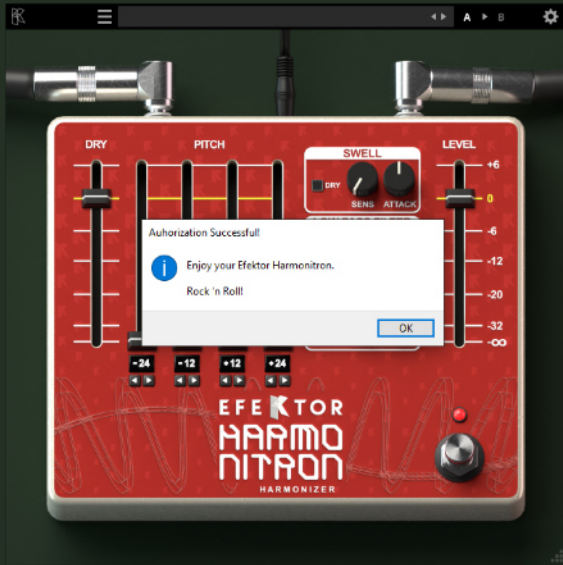 A B
DRY PITCH LEVEL
SWELL
DRY
SENS ATTACK
+6
0
-6
-12
-20
-32
-∞
Auhorization Successful!
Enjoy your Efektor Harmonitron.
Rock 'n Roll!
OK
-24 -12 +12 +24
EFEKTOR
HARMO
NITRON
HARMONIZER